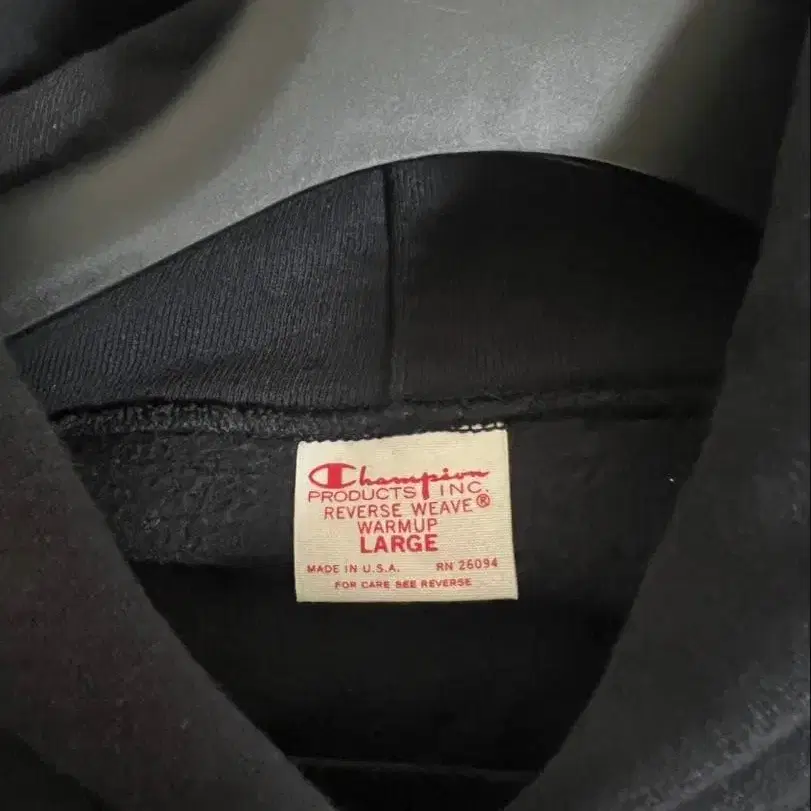 Champion
PRODUCTS INC.
REVERSE WEAVE®
WARMUP
LARGE
MADE IN U.S.A. RN 26094
FOR CARE SEE REVERSE